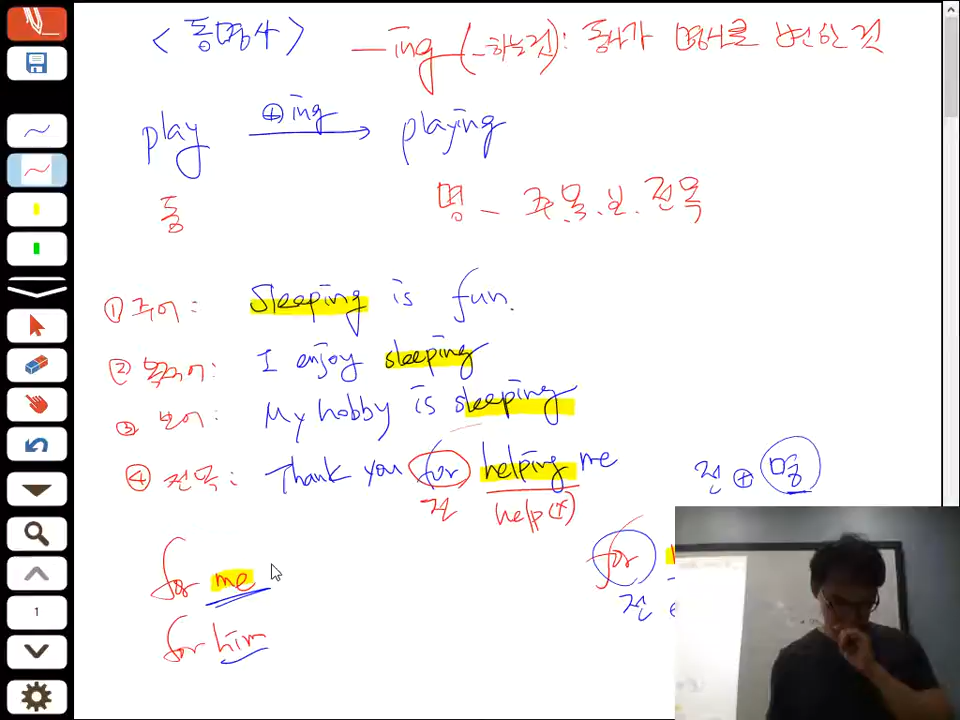 <동명사> —ing (_하는것): 동사가 명사로 변한 것
play ⊕ing → playing
동 명 – 주.목.보.전목
① 주어: Sleeping is fun.
② 목적어: I enjoy sleeping
③ 보어: My hobby is sleeping
④ 전목: Thank you for helping me 전 ⊕ 명
전 help(x)
for me for
for him 전
1